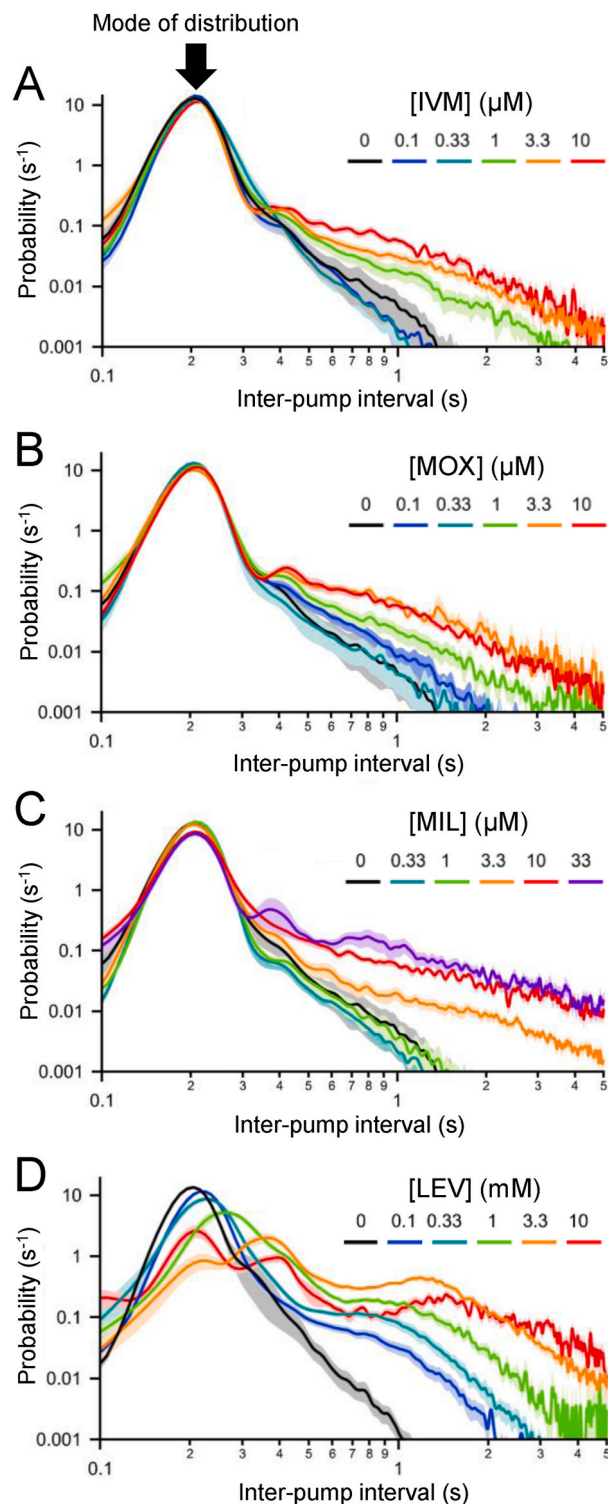 Mode of distribution
A
[IVM] (µM)
0 0.1 0.33 1 3.3 10
Probability (s-1)
10
1
0.1
0.01
0.001
0.1 2 3 4 5 6 7 8 9 1 2 3 4 5
Inter-pump interval (s)
B
[MOX] (µM)
0 0.1 0.33 1 3.3 10
Probability (s-1)
10
1
0.1
0.01
0.001
0.1 2 3 4 5 6 7 8 9 1 2 3 4 5
Inter-pump interval (s)
C
[MIL] (µM)
0 0.33 1 3.3 10 33
Probability (s-1)
10
1
0.1
0.01
0.001
0.1 2 3 4 5 6 7 8 9 1 2 3 4 5
Inter-pump interval (s)
D
[LEV] (mM)
0 0.1 0.33 1 3.3 10
Probability (s-1)
10
1
0.1
0.01
0.001
0.1 2 3 4 5 6 7 8 9 1 2 3 4 5
Inter-pump interval (s)